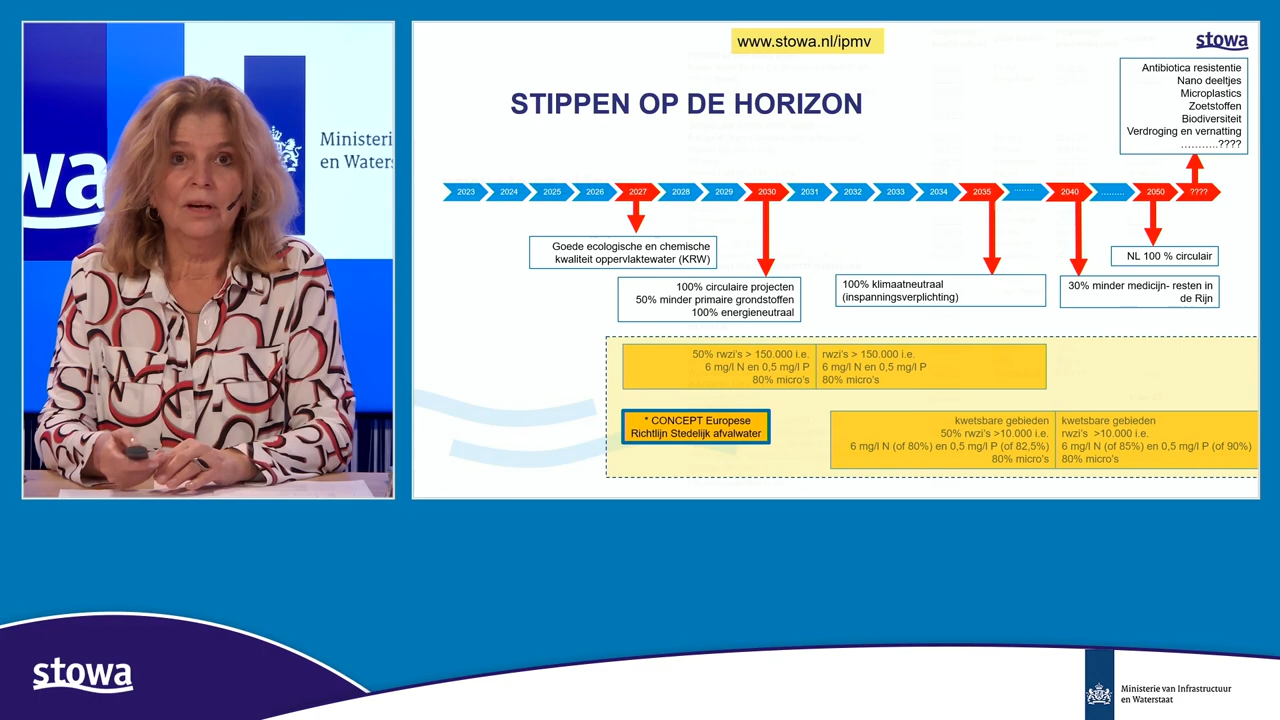 www.stowa.nl/ipmv
stowa
STIPPEN OP DE HORIZON
Antibiotica resistentie
Nano deeltjes
Microplastics
Zoetstoffen
Biodiversiteit
Verdroging en vernatting
………..????
2023 2024 2025 2026 2027 2028 2029 2030 2031 2032 2033 2034 2035 ........ 2040 ......... 2050 ????
Goede ecologische en chemische
kwaliteit oppervlaktewater (KRW)
100% circulaire projecten
50% minder primaire grondstoffen
100% energieneutraal
100% klimaatneutraal
(inspanningsverplichting)
NL 100 % circulair
30% minder medicijn- resten in
de Rijn
50% rwzi's > 150.000 i.e.
6 mg/l N en 0,5 mg/l P
80% micro's
rwzi's > 150.000 i.e.
6 mg/l N en 0,5 mg/l P
80% micro's
* CONCEPT Europese
Richtlijn Stedelijk afvalwater
kwetsbare gebieden
50% rwzi's >10.000 i.e.
6 mg/l N (of 80%) en 0,5 mg/l P (of 82,5%)
80% micro's
kwetsbare gebieden
rwzi's >10.000 i.e.
6 mg/l N (of 85%) en 0,5 mg/l P (of 90%)
80% micro's
wa
Ministerie
en Waters
stowa
Ministerie van Infrastructuur
en Waterstaat